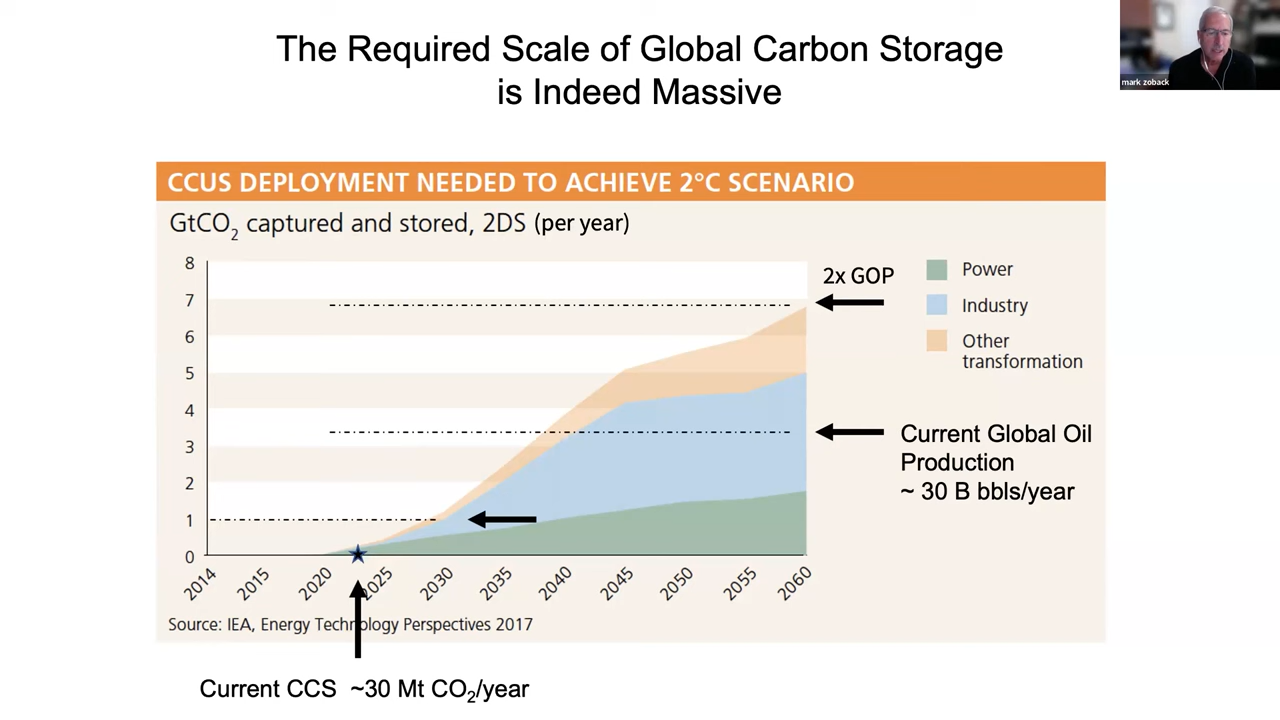 The Required Scale of Global Carbon Storage
is Indeed Massive
mark zoback
CCUS DEPLOYMENT NEEDED TO ACHIEVE 2°C SCENARIO
GtCO₂ captured and stored, 2DS (per year)
8
7
6
5
4
3
2
1
0
2014
2015
2020
2025
2030
2035
2040
2045
2050
2055
2060
2x GOP
Power
Industry
Other
transformation
Current Global Oil
Production
~ 30 B bbls/year
Source: IEA, Energy Technology Perspectives 2017
Current CCS ~30 Mt CO₂/year